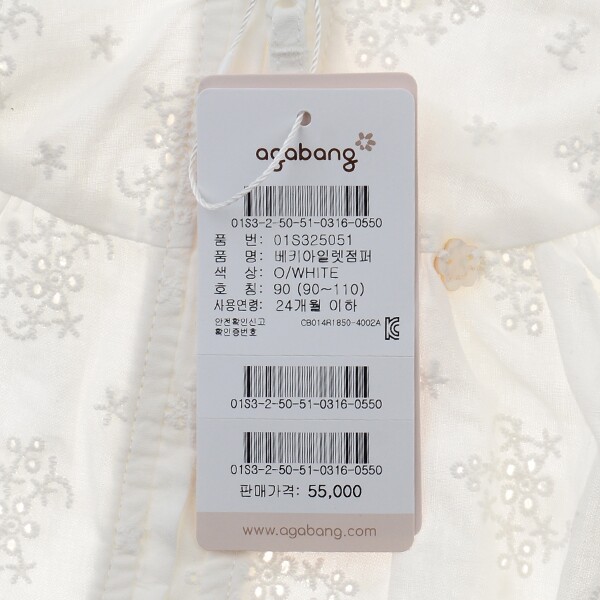 agabang
01S3-2-50-51-0316-0550
품 번: 01S325051
품 명: 베키아일렛점퍼
색 상: O/WHITE
호 칭: 90 (90~110)
사용연령: 24개월 이하
안전확인신고
확인증번호 CB014R1850-4002A
01S3-2-50-51-0316-0550
01S3-2-50-51-0316-0550
판매가격: 55,000
www.agabang.com